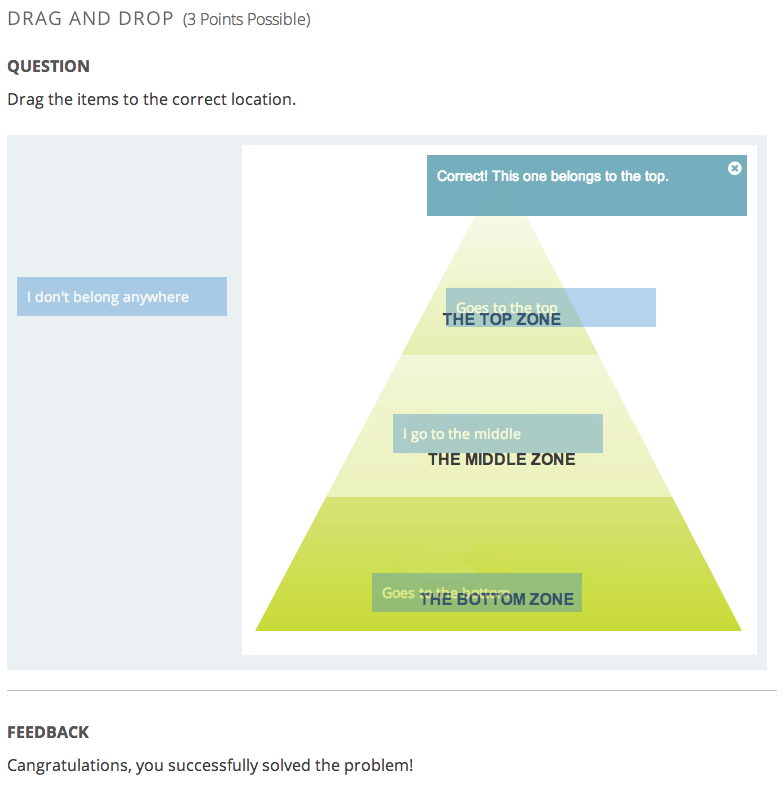 DRAG AND DROP (3 Points Possible)
QUESTION
Drag the items to the correct location.
Correct! This one belongs to the top.
I don't belong anywhere
Goes to the top
THE TOP ZONE
I go to the middle
THE MIDDLE ZONE
Goes to the bottom
THE BOTTOM ZONE
FEEDBACK
Cangratulations, you successfully solved the problem!